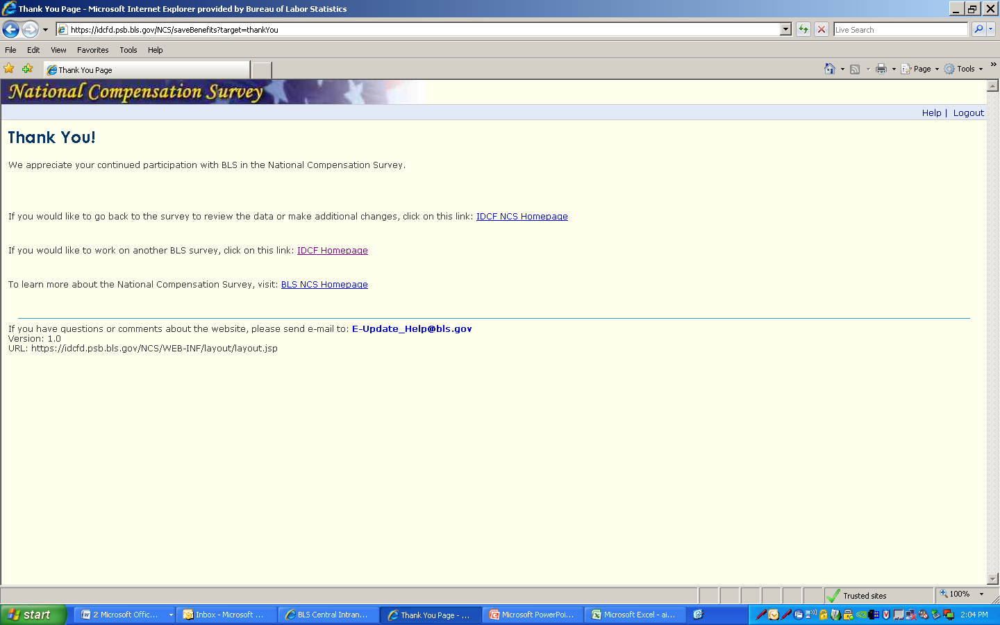 Thank You Page - Microsoft Internet Explorer provided by Bureau of Labor Statistics
https://idcfd.psb.bls.gov/NCS/saveBenefits?target=thankYou
Live Search
File Edit View Favorites Tools Help
Thank You Page
Page Tools »
National Compensation Survey
Help | Logout
Thank You!
We appreciate your continued participation with BLS in the National Compensation Survey.
If you would like to go back to the survey to review the data or make additional changes, click on this link: IDCF NCS Homepage
If you would like to work on another BLS survey, click on this link: IDCF Homepage
To learn more about the National Compensation Survey, visit: BLS NCS Homepage
If you have questions or comments about the website, please send e-mail to: E-Update_Help@bls.gov
Version: 1.0
URL: https://idcfd.psb.bls.gov/NCS/WEB-INF/layout/layout.jsp
Trusted sites
100%
start
2 Microsoft Offic...
Inbox - Microsoft ...
BLS Central Intran...
Thank You Page - ...
Microsoft PowerPoi...
Microsoft Excel - ai...
2:04 PM